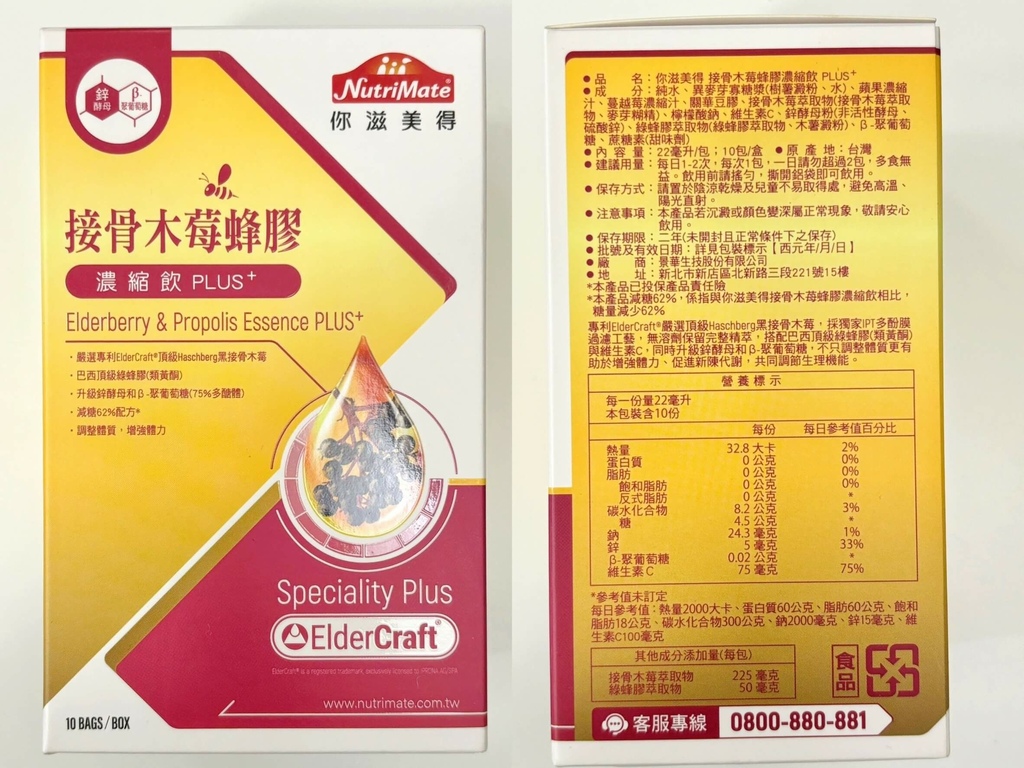 鋅
酵母
β-
聚葡萄糖
NutriMate®
你滋美得
接骨木莓蜂膠
濃縮飲 PLUS⁺
Elderberry & Propolis Essence PLUS⁺
・嚴選專利ElderCraft®頂級Haschberg黑接骨木莓
・巴西頂級綠蜂膠(類黃酮)
・升級鋅酵母和β-聚葡萄糖(75%多醣體)
・減糖62%配方*
・調整體質，增強體力
Speciality Plus
ElderCraft®
ElderCraft® is a registered trademark, exclusively licensed to IPRONA AG/SPA
www.nutrimate.com.tw
10 BAGS / BOX
●品　　名：你滋美得 接骨木莓蜂膠濃縮飲 PLUS⁺
●成　　分：純水、異麥芽寡糖漿(樹薯澱粉、水)、蘋果濃縮
汁、蔓越莓濃縮汁、關華豆膠、接骨木莓萃取物(接骨木莓萃取
物、麥芽糊精)、檸檬酸鈉、維生素C、鋅酵母粉(非活性酵母、
硫酸鋅)、綠蜂膠萃取物(綠蜂膠萃取物、木薯澱粉)、β-聚葡萄
糖、蔗糖素(甜味劑)
●內 容 量：22毫升/包；10包/盒 ●原 產 地：台灣
●建議用量：每日1-2次，每次1包，一日請勿超過2包，多食無
益。飲用前請搖勻，撕開鋁袋即可飲用。
●保存方式：請置於陰涼乾燥及兒童不易取得處，避免高溫、
陽光直射。
●注意事項：本產品若沉澱或顏色變深屬正常現象，敬請安心
飲用。
●保存期限：二年(未開封且正常條件下之保存)
●批號及有效日期：詳見包裝標示【西元年/月/日】
●廠　　商：景華生技股份有限公司
●地　　址：新北市新店區北新路三段221號15樓
*本產品已投保產品責任險
*本產品減糖62%，係指與你滋美得接骨木莓蜂膠濃縮飲相比，
糖量減少62%
專利ElderCraft®嚴選頂級Haschberg黑接骨木莓，採獨家IPT多酚膜
過濾工藝，無溶劑保留完整精萃，搭配巴西頂級綠蜂膠(類黃酮)
與維生素C，同時升級鋅酵母和β-聚葡萄糖，不只調整體質更有
助於增強體力、促進新陳代謝，共同調節生理機能。
營養標示
每一份量22毫升
本包裝含10份
每份 每日參考值百分比
熱量 32.8 大卡 2%
蛋白質 0 公克 0%
脂肪 0 公克 0%
飽和脂肪 0 公克 0%
反式脂肪 0 公克 *
碳水化合物 8.2 公克 3%
糖 4.5 公克 *
鈉 24.3 毫克 1%
鋅 5 毫克 33%
β-聚葡萄糖 0.02 公克 *
維生素C 75 毫克 75%
*參考值未訂定
每日參考值：熱量2000大卡、蛋白質60公克、脂肪60公克、飽和
脂肪18公克、碳水化合物300公克、鈉2000毫克、鋅15毫克、維
生素C100毫克
其他成分添加量(每包)
接骨木莓萃取物 225 毫克
綠蜂膠萃取物 50 毫克
食品
客服專線 0800-880-881